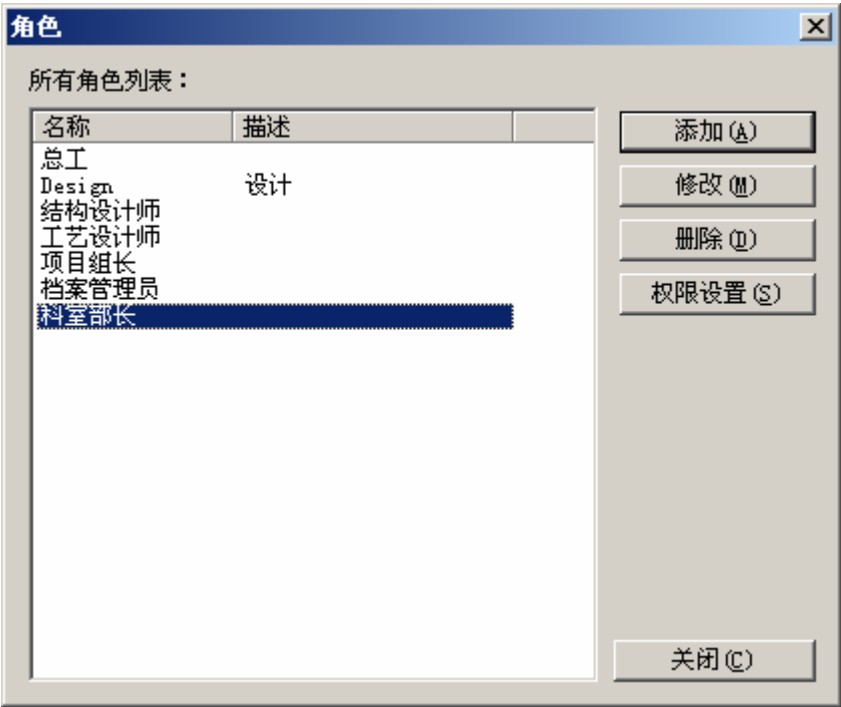 角色
所有角色列表：
名称 描述
总工
Design 设计
结构设计师
工艺设计师
项目组长
档案管理员
科室部长
添加(A)
修改(M)
删除(D)
权限设置(S)
关闭(C)